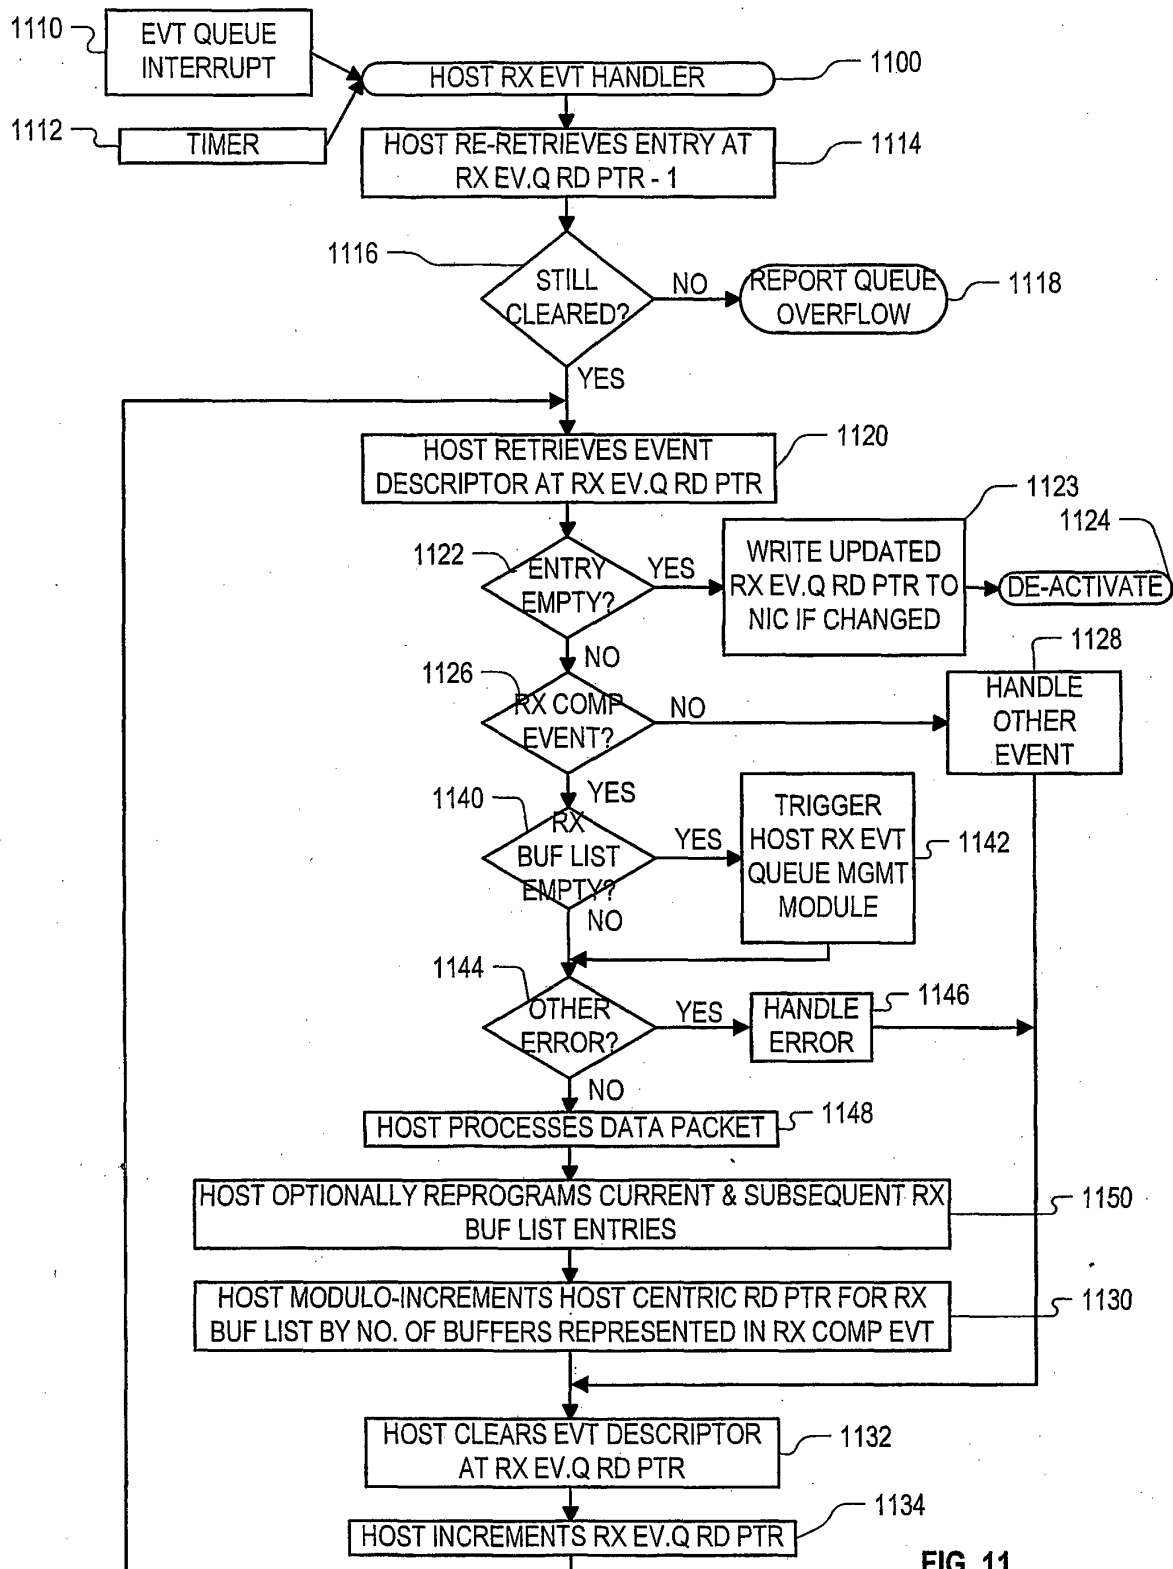 1110
EVT QUEUE
INTERRUPT
HOST RX EVT HANDLER
1100
1112
TIMER
HOST RE-RETRIEVES ENTRY AT
RX EV.Q RD PTR - 1
1114
1116
STILL
CLEARED?
NO
REPORT QUEUE
OVERFLOW
1118
YES
HOST RETRIEVES EVENT
DESCRIPTOR AT RX EV.Q RD PTR
1120
1122
ENTRY
EMPTY?
YES
WRITE UPDATED
RX EV.Q RD PTR TO
NIC IF CHANGED
1123
1124
DE-ACTIVATE
NO
1126
RX COMP
EVENT?
NO
1128
HANDLE
OTHER
EVENT
YES
1140
RX
BUF LIST
EMPTY?
YES
TRIGGER
HOST RX EVT
QUEUE MGMT
MODULE
1142
NO
1144
OTHER
ERROR?
YES
HANDLE
ERROR
1146
NO
HOST PROCESSES DATA PACKET
1148
HOST OPTIONALLY REPROGRAMS CURRENT & SUBSEQUENT RX
BUF LIST ENTRIES
1150
HOST MODULO-INCREMENTS HOST CENTRIC RD PTR FOR RX
BUF LIST BY NO. OF BUFFERS REPRESENTED IN RX COMP EVT
1130
HOST CLEARS EVT DESCRIPTOR
AT RX EV.Q RD PTR
1132
HOST INCREMENTS RX EV.Q RD PTR
1134
FIG. 11